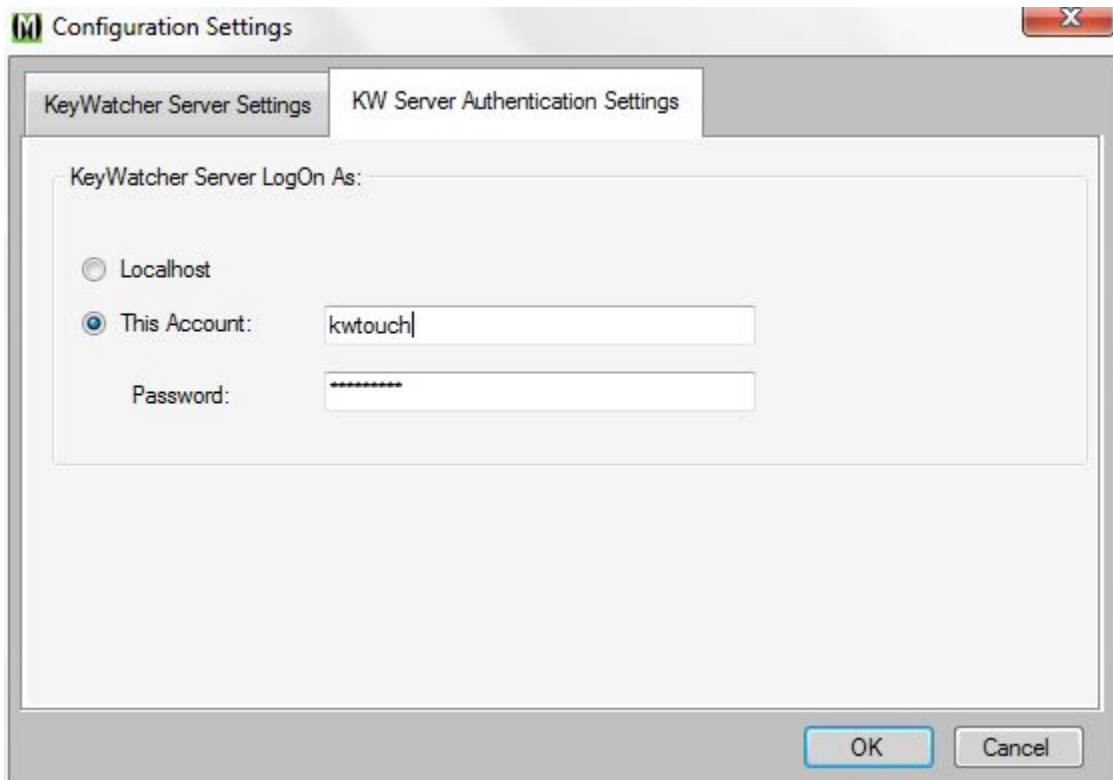 Configuration Settings
KeyWatcher Server Settings
KW Server Authentication Settings
KeyWatcher Server LogOn As:
Localhost
This Account: kwtouch
Password: *********
OK Cancel